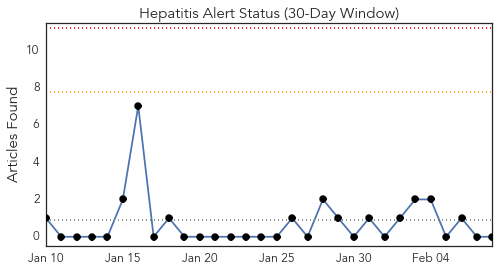 Hepatitis Alert Status (30-Day Window)
Articles Found
10
8
6
4
2
0
Jan 10 Jan 15 Jan 20 Jan 25 Jan 30 Feb 04